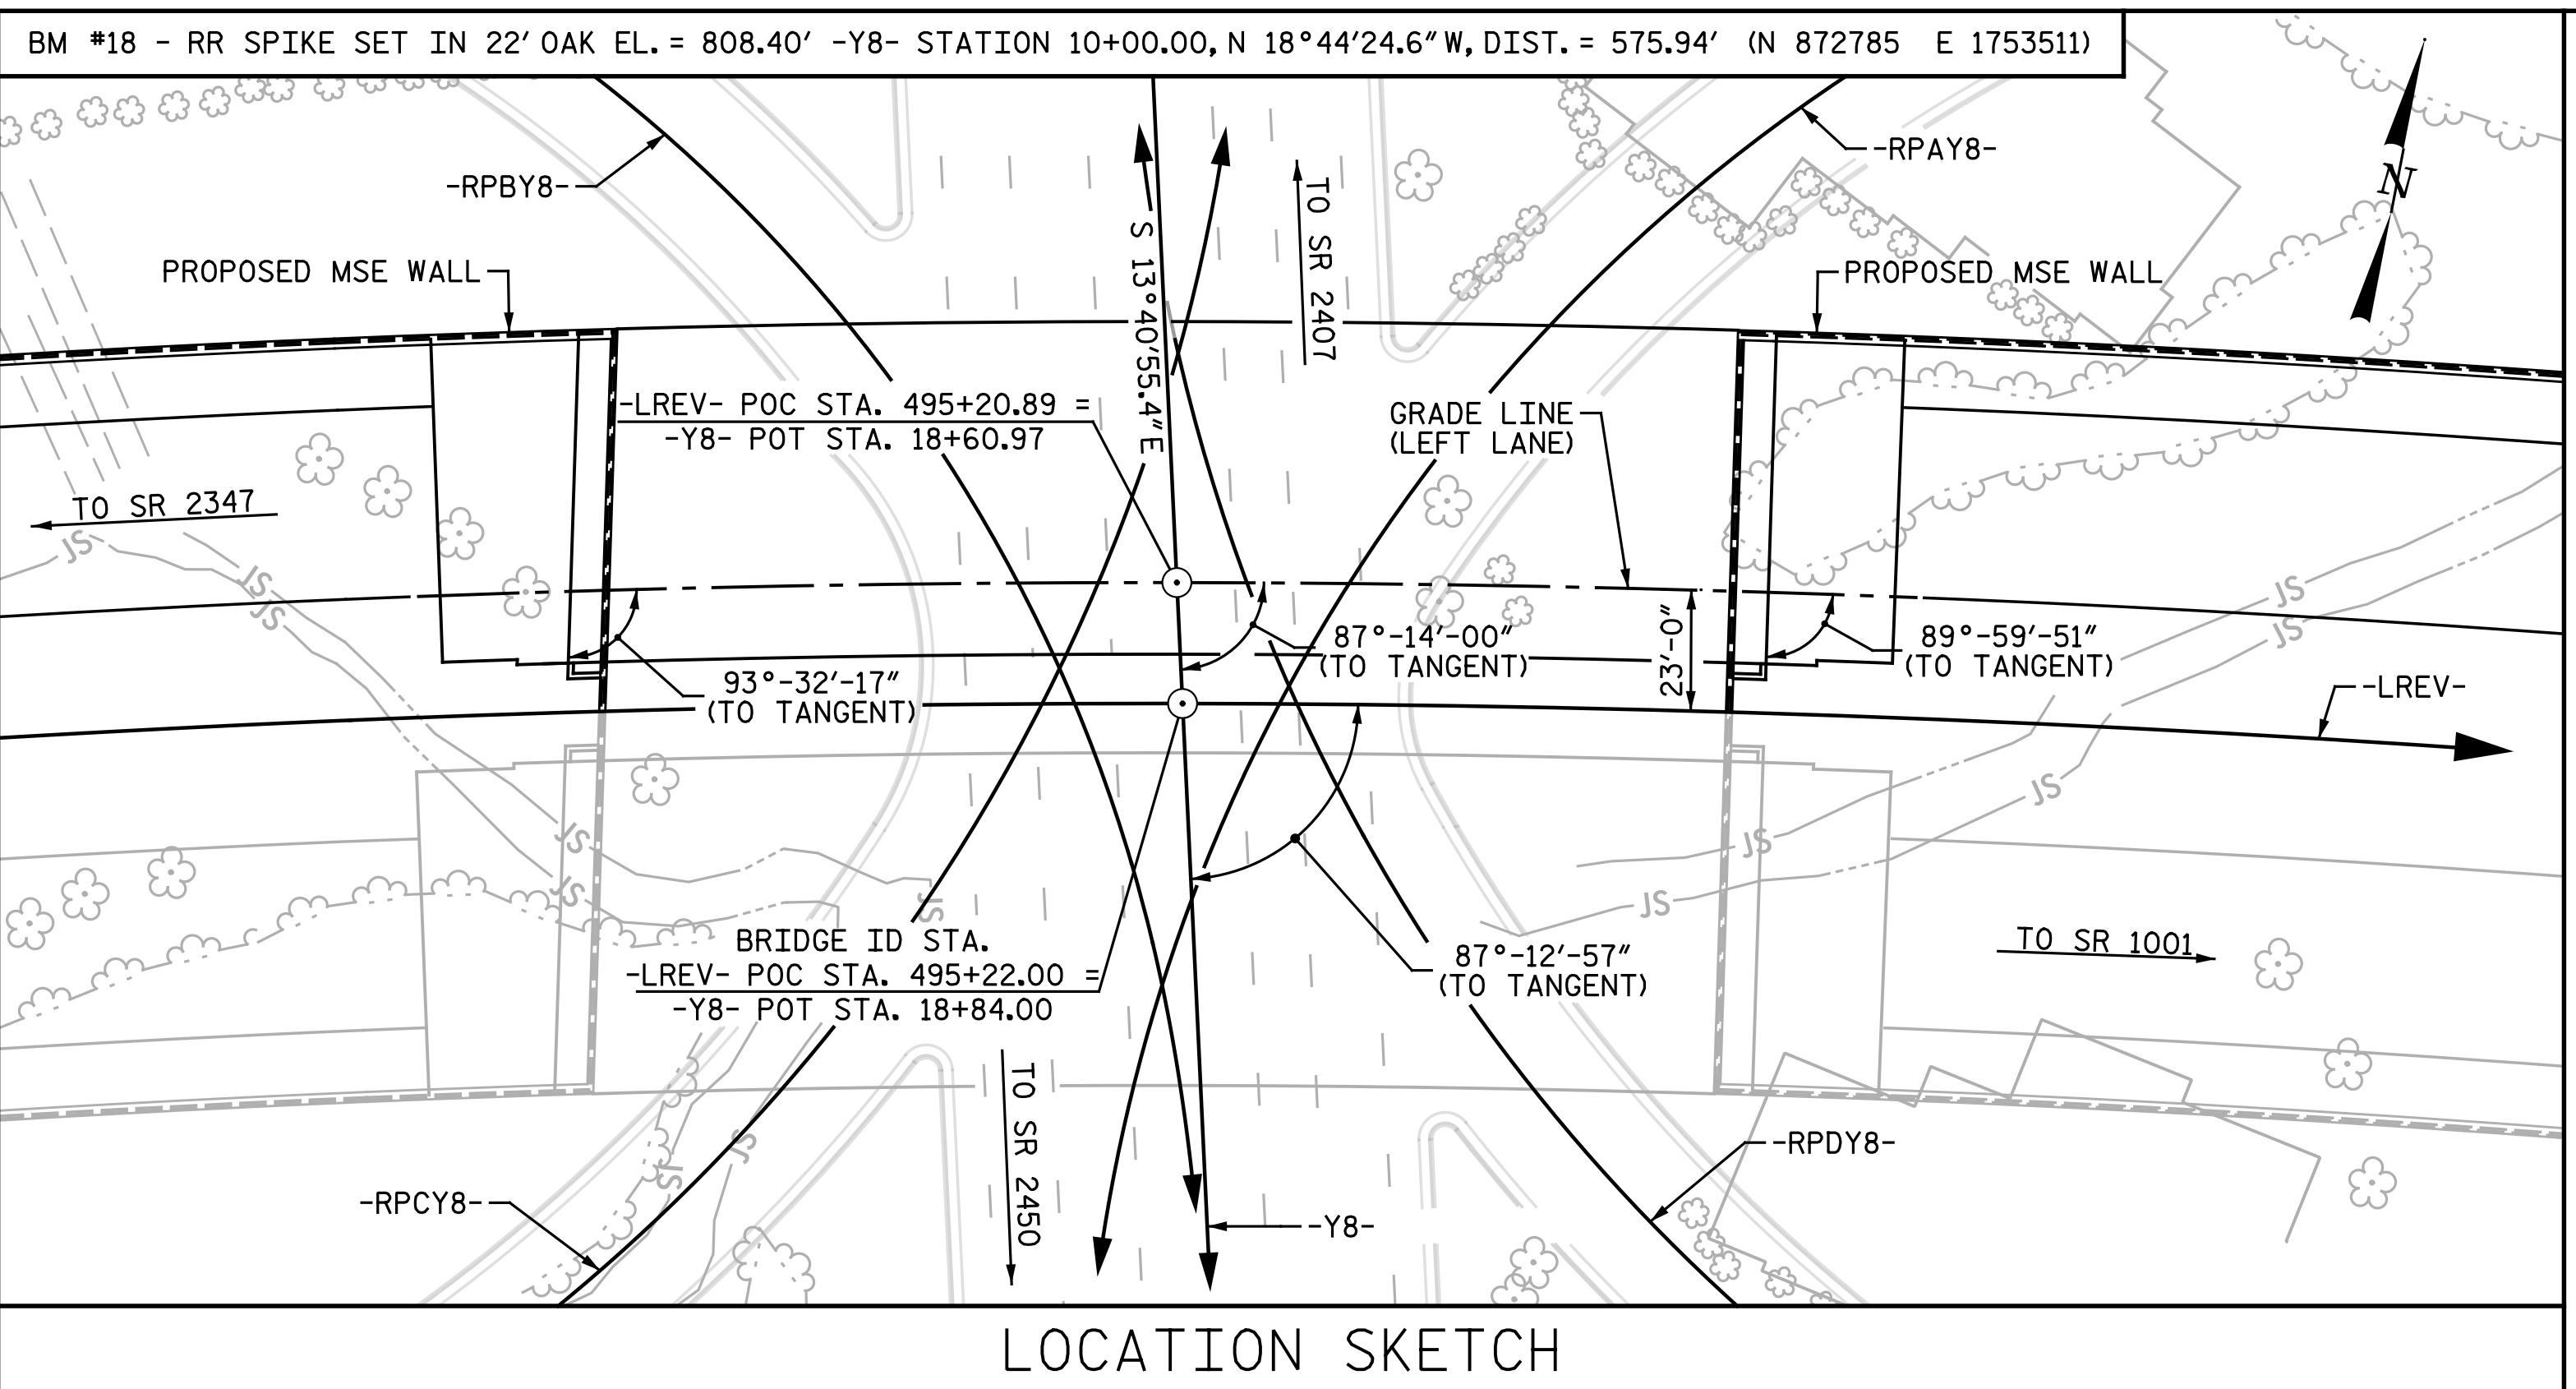 BM #18 - RR SPIKE SET IN 22' OAK EL. = 808.40' -Y8- STATION 10+00.00, N 18°44'24.6" W, DIST. = 575.94' (N 872785 E 1753511)
-RPBY8-
-RPAY8-
N
TO SR 2407
S 13°40'55.4" E
PROPOSED MSE WALL
PROPOSED MSE WALL
-LREV- POC STA. 495+20.89 =
-Y8- POT STA. 18+60.97
GRADE LINE
(LEFT LANE)
TO SR 2347
JS
JS
JS
JS
JS
23'-0"
87°-14'-00"
(TO TANGENT)
89°-59'-51"
(TO TANGENT)
93°-32'-17"
(TO TANGENT)
-LREV-
JS
JS
JS
JS
JS
JS
BRIDGE ID STA.
-LREV- POC STA. 495+22.00 =
-Y8- POT STA. 18+84.00
87°-12'-57"
(TO TANGENT)
TO SR 1001
TO SR 2450
JS
JS
-RPCY8-
-Y8-
-RPDY8-
LOCATION SKETCH